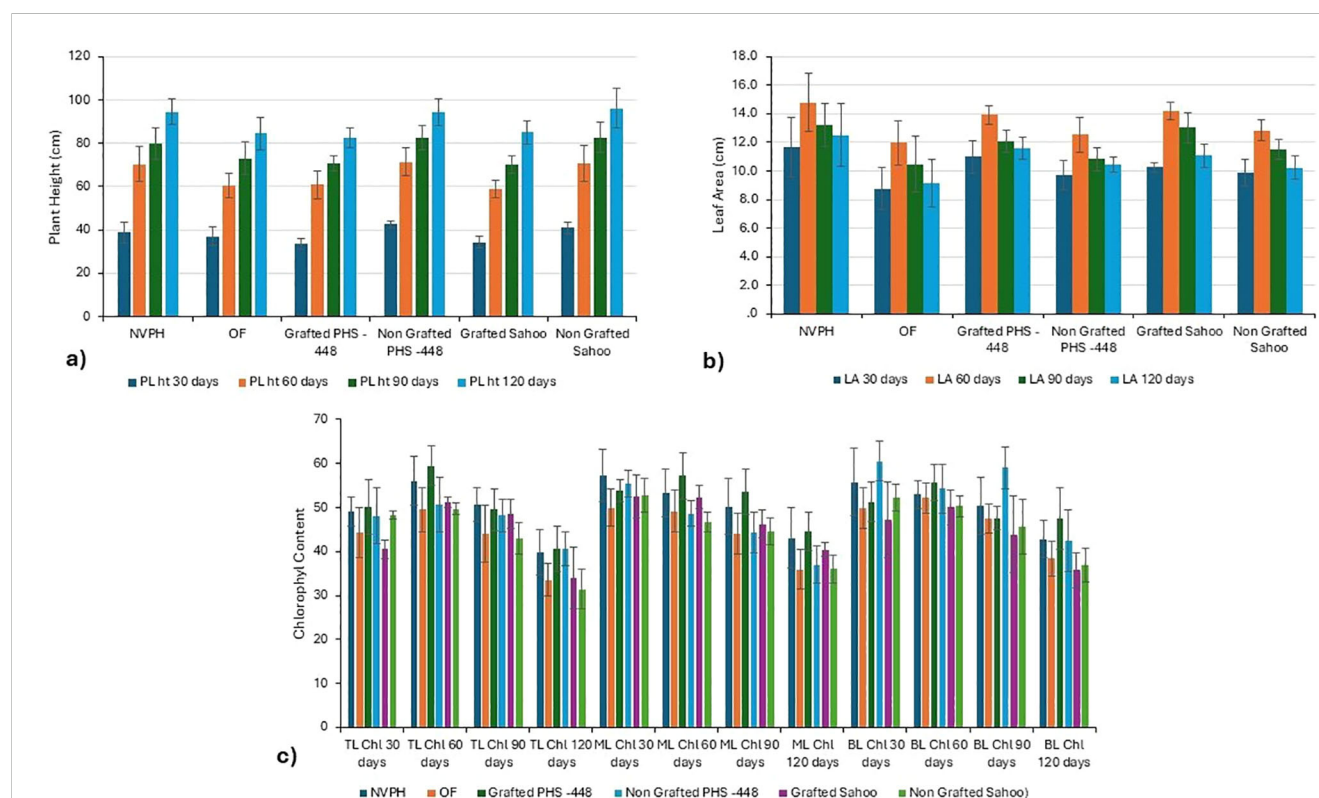 120
100
80
60
40
20
0
Plant Height (cm)
NVPH
OF
Grafted PHS -
448
Non Grafted
PHS -448
Grafted Sahoo
Non Grafted
Sahoo
a)
PL ht 30 days
PL ht 60 days
PL ht 90 days
PL ht 120 days
18.0
16.0
14.0
12.0
10.0
8.0
6.0
4.0
2.0
.0
Leaf Area (cm)
NVPH
OF
Grafted PHS -
448
Non Grafted
PHS -448
Grafted Sahoo
Non Grafted
Sahoo
b)
LA 30 days
LA 60 days
LA 90 days
LA 120 days
70
60
50
40
30
20
10
0
Chlorophyl Content
TL Chl 30
days
TL Chl 60
days
TL Chl 90
days
TL Chl 120
days
ML Chl 30
days
ML Chl 60
days
ML Chl 90
days
ML Chl
120 days
BL Chl 30
days
BL Chl 60
days
BL Chl 90
days
BL Chl
120 days
c)
NVPH
OF
Grafted PHS -448
Non Grafted PHS -448
Grafted Sahoo
Non Grafted Sahoo)